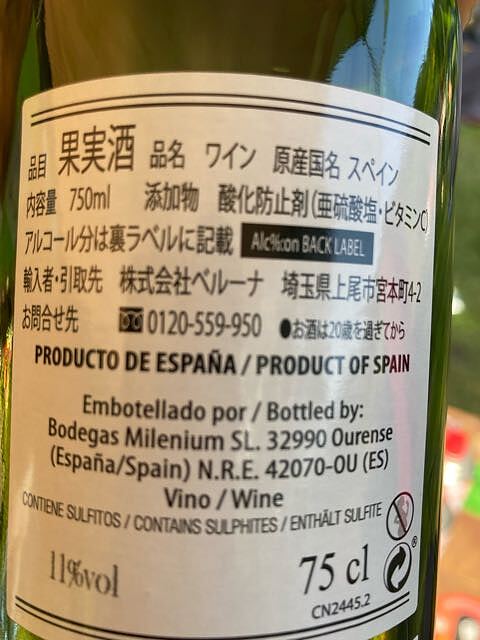 品目 果実酒 品名 ワイン 原産国名 スペイン
内容量 750ml 添加物 酸化防止剤(亜硫酸塩・ビタミンC)
アルコール分は裏ラベルに記載 Alc%:on BACK LABEL
輸入者・引取先 株式会社ベルーナ 埼玉県上尾市宮本町4-2
お問合せ先 0120-559-950 ●お酒は20歳を過ぎてから
PRODUCTO DE ESPAÑA / PRODUCT OF SPAIN
Embotellado por / Bottled by:
Bodegas Milenium SL. 32990 Ourense
(España/Spain) N.R.E. 42070-OU (ES)
Vino / Wine
CONTIENE SULFITOS / CONTAINS SULPHITES / ENTHÄLT SULFITE
11%vol 75 cl ®
CN2445.2